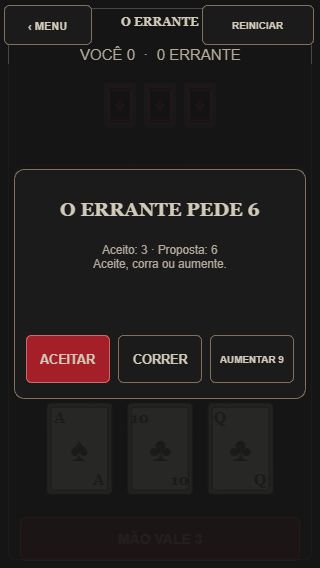 ‹ MENU
O ERRANTE
REINICIAR
VOCÊ 0 · 0 ERRANTE
O ERRANTE PEDE 6
Aceito: 3 · Proposta: 6
Aceite, corra ou aumente.
ACEITAR
CORRER
AUMENTAR 9
A
10
Q
A
10
Q
MÃO VALE 3